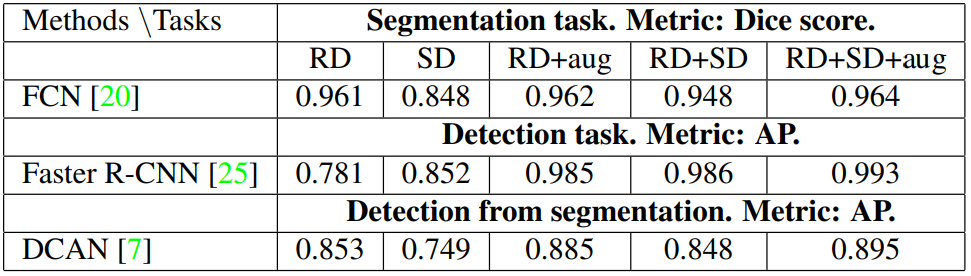 Methods \Tasks Segmentation task. Metric: Dice score.
RD SD RD+aug RD+SD RD+SD+aug
FCN [20] 0.961 0.848 0.962 0.948 0.964
Detection task. Metric: AP.
Faster R-CNN [25] 0.781 0.852 0.985 0.986 0.993
Detection from segmentation. Metric: AP.
DCAN [7] 0.853 0.749 0.885 0.848 0.895